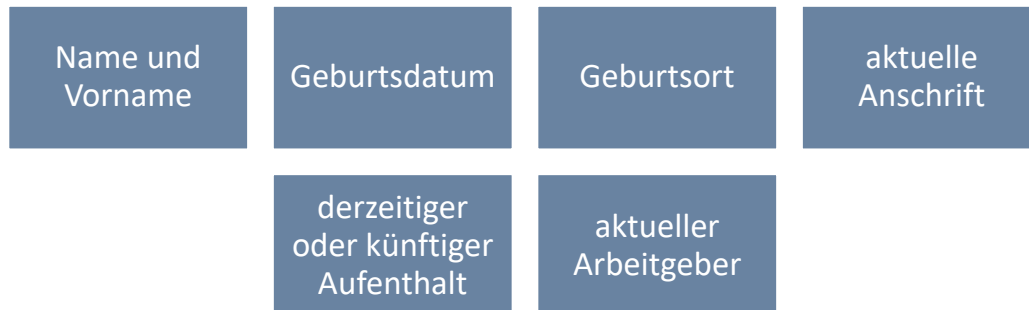 Name und
Vorname
Geburtsdatum
Geburtsort
aktuelle
Anschrift
derzeitiger
oder künftiger
Aufenthalt
aktueller
Arbeitgeber